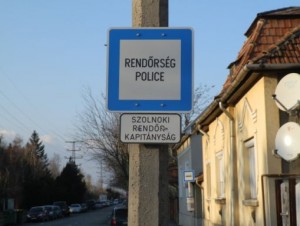 RENDŐRSÉG
POLICE
SZOLNOKI
RENDŐR-
KAPITÁNYSÁG